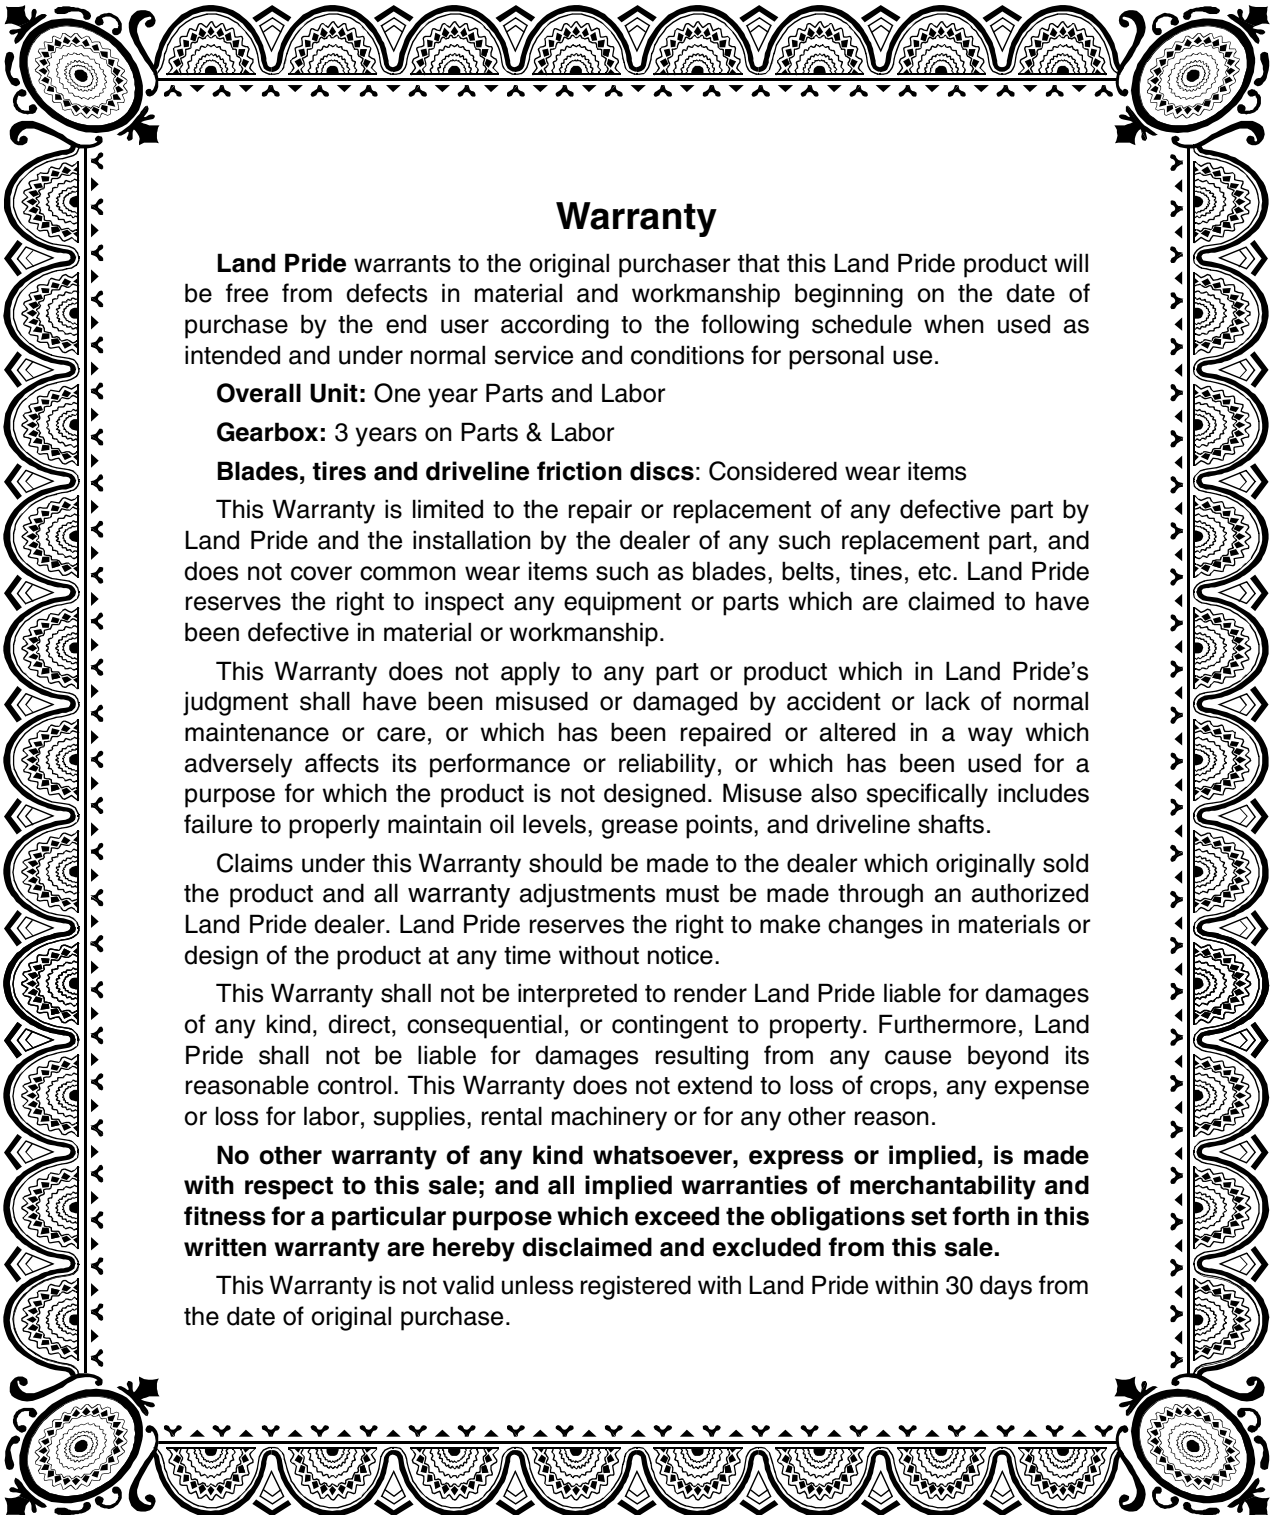 Warranty
Land Pride warrants to the original purchaser that this Land Pride product will
be free from defects in material and workmanship beginning on the date of
purchase by the end user according to the following schedule when used as
intended and under normal service and conditions for personal use.
Overall Unit: One year Parts and Labor
Gearbox: 3 years on Parts & Labor
Blades, tires and driveline friction discs: Considered wear items
This Warranty is limited to the repair or replacement of any defective part by
Land Pride and the installation by the dealer of any such replacement part, and
does not cover common wear items such as blades, belts, tines, etc. Land Pride
reserves the right to inspect any equipment or parts which are claimed to have
been defective in material or workmanship.
This Warranty does not apply to any part or product which in Land Pride’s
judgment shall have been misused or damaged by accident or lack of normal
maintenance or care, or which has been repaired or altered in a way which
adversely affects its performance or reliability, or which has been used for a
purpose for which the product is not designed. Misuse also specifically includes
failure to properly maintain oil levels, grease points, and driveline shafts.
Claims under this Warranty should be made to the dealer which originally sold
the product and all warranty adjustments must be made through an authorized
Land Pride dealer. Land Pride reserves the right to make changes in materials or
design of the product at any time without notice.
This Warranty shall not be interpreted to render Land Pride liable for damages
of any kind, direct, consequential, or contingent to property. Furthermore, Land
Pride shall not be liable for damages resulting from any cause beyond its
reasonable control. This Warranty does not extend to loss of crops, any expense
or loss for labor, supplies, rental machinery or for any other reason.
No other warranty of any kind whatsoever, express or implied, is made
with respect to this sale; and all implied warranties of merchantability and
fitness for a particular purpose which exceed the obligations set forth in this
written warranty are hereby disclaimed and excluded from this sale.
This Warranty is not valid unless registered with Land Pride within 30 days from
the date of original purchase.